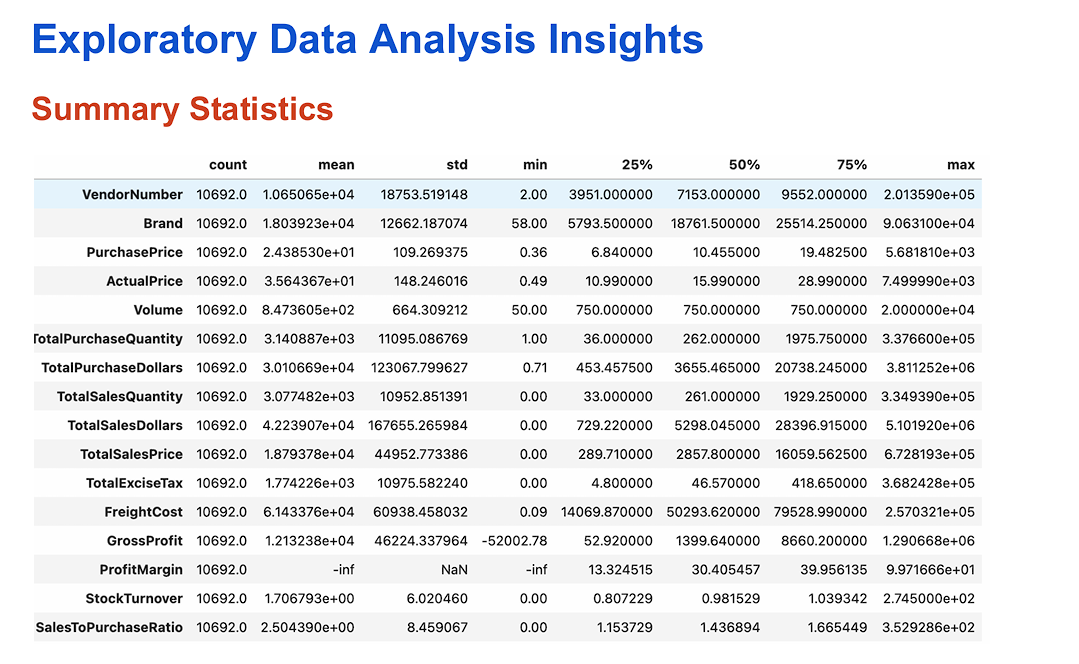 Exploratory Data Analysis Insights
Summary Statistics
count mean std min 25% 50% 75% max
VendorNumber 10692.0 1.065065e+04 18753.519148 2.00 3951.000000 7153.000000 9552.000000 2.013590e+05
Brand 10692.0 1.803923e+04 12662.187074 58.00 5793.500000 18761.500000 25514.250000 9.063100e+04
PurchasePrice 10692.0 2.438530e+01 109.269375 0.36 6.840000 10.455000 19.482500 5.681810e+03
ActualPrice 10692.0 3.564367e+01 148.246016 0.49 10.990000 15.990000 28.990000 7.499990e+03
Volume 10692.0 8.473605e+02 664.309212 50.00 750.000000 750.000000 750.000000 2.000000e+04
TotalPurchaseQuantity 10692.0 3.140887e+03 11095.086769 1.00 36.000000 262.000000 1975.750000 3.376600e+05
TotalPurchaseDollars 10692.0 3.010669e+04 123067.799627 0.71 453.457500 3655.465000 20738.245000 3.811252e+06
TotalSalesQuantity 10692.0 3.077482e+03 10952.851391 0.00 33.000000 261.000000 1929.250000 3.349390e+05
TotalSalesDollars 10692.0 4.223907e+04 167655.265984 0.00 729.220000 5298.045000 28396.915000 5.101920e+06
TotalSalesPrice 10692.0 1.879378e+04 44952.773386 0.00 289.710000 2857.800000 16059.562500 6.728193e+05
TotalExciseTax 10692.0 1.774226e+03 10975.582240 0.00 4.800000 46.570000 418.650000 3.682428e+05
FreightCost 10692.0 6.143376e+04 60938.458032 0.09 14069.870000 50293.620000 79528.990000 2.570321e+05
GrossProfit 10692.0 1.213238e+04 46224.337964 -52002.78 52.920000 1399.640000 8660.200000 1.290668e+06
ProfitMargin 10692.0 -inf NaN -inf 13.324515 30.405457 39.956135 9.971666e+01
StockTurnover 10692.0 1.706793e+00 6.020460 0.00 0.807229 0.981529 1.039342 2.745000e+02
SalesToPurchaseRatio 10692.0 2.504390e+00 8.459067 0.00 1.153729 1.436894 1.665449 3.529286e+02